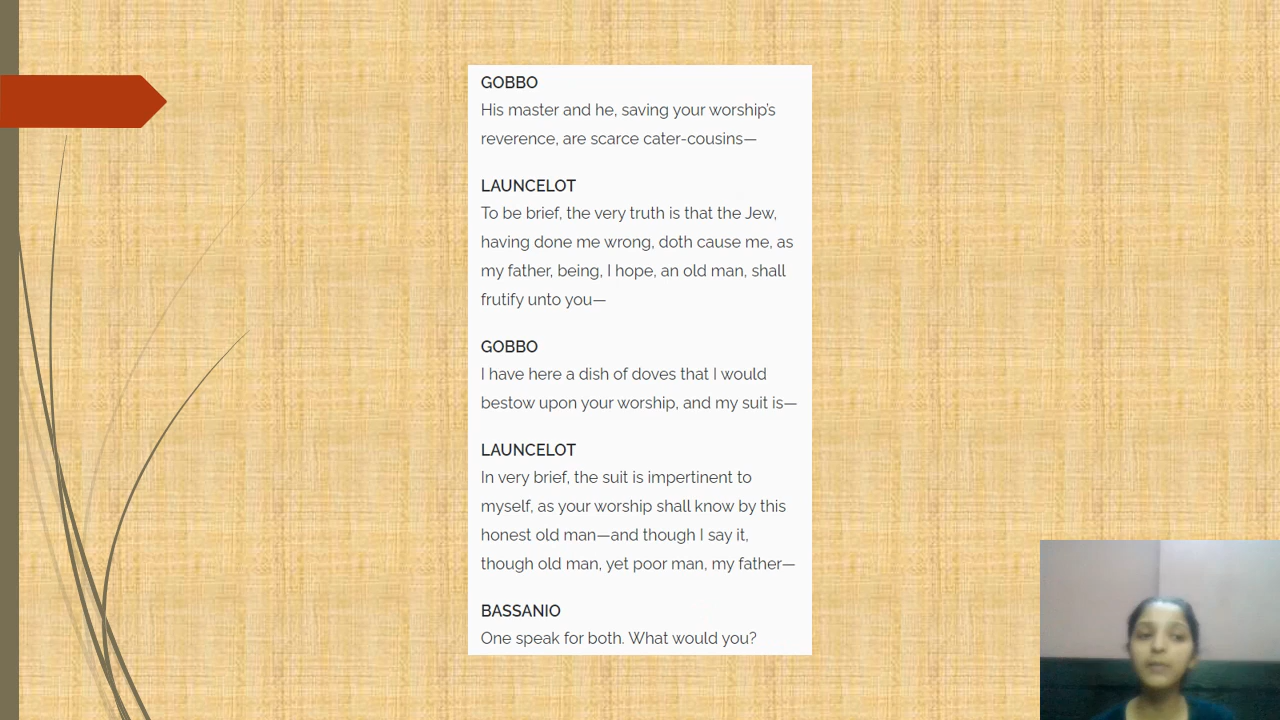 GOBBO
His master and he, saving your worship's
reverence, are scarce cater-cousins—
LAUNCELOT
To be brief, the very truth is that the Jew,
having done me wrong, doth cause me, as
my father, being, I hope, an old man, shall
frutify unto you—
GOBBO
I have here a dish of doves that I would
bestow upon your worship, and my suit is—
LAUNCELOT
In very brief, the suit is impertinent to
myself, as your worship shall know by this
honest old man—and though I say it,
though old man, yet poor man, my father—
BASSANIO
One speak for both. What would you?